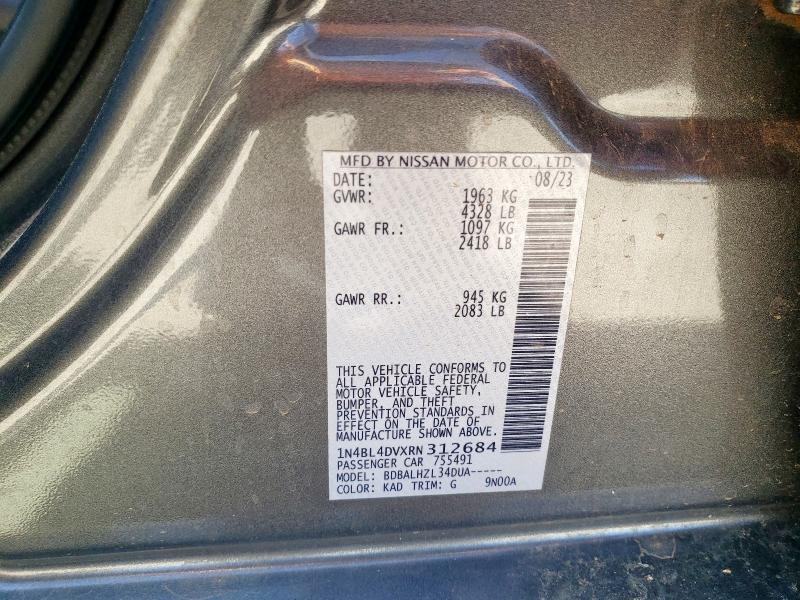 MFD BY NISSAN MOTOR CO., LTD.
DATE: 08/23
GVWR: 1963 KG
4328 LB
GAWR FR.: 1097 KG
2418 LB
GAWR RR.: 945 KG
2083 LB
THIS VEHICLE CONFORMS TO
ALL APPLICABLE FEDERAL
MOTOR VEHICLE SAFETY,
BUMPER, AND THEFT
PREVENTION STANDARDS IN
EFFECT ON THE DATE OF
MANUFACTURE SHOWN ABOVE.
1N4BL4DVXRN312684
PASSENGER CAR 755491
MODEL: BDBALHZL34DUA-----
COLOR: KAD TRIM: G 9N00A